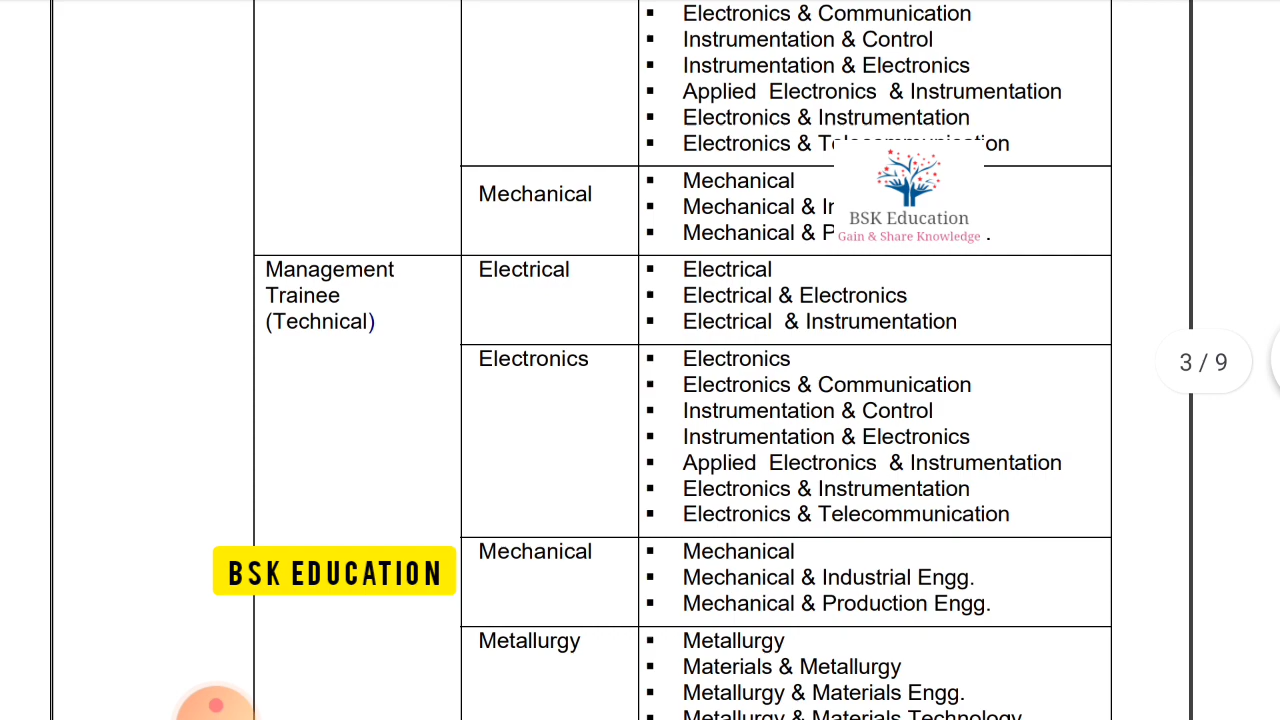 Electronics & Communication
Instrumentation & Control
Instrumentation & Electronics
Applied Electronics & Instrumentation
Electronics & Instrumentation
Electronics &
Mechanical
Mechanical
Mechanical &
Mechanical &
BSK Education
Gain & Share Knowledge
Management
Trainee
(Technical)
Electrical
Electrical
Electrical & Electronics
Electrical & Instrumentation
Electronics
Electronics
Electronics & Communication
Instrumentation & Control
Instrumentation & Electronics
Applied Electronics & Instrumentation
Electronics & Instrumentation
Electronics & Telecommunication
3 / 9
BSK EDUCATION
Mechanical
Mechanical
Mechanical & Industrial Engg.
Mechanical & Production Engg.
Metallurgy
Metallurgy
Materials & Metallurgy
Metallurgy & Materials Engg.
Metallurgy & Materials Technology